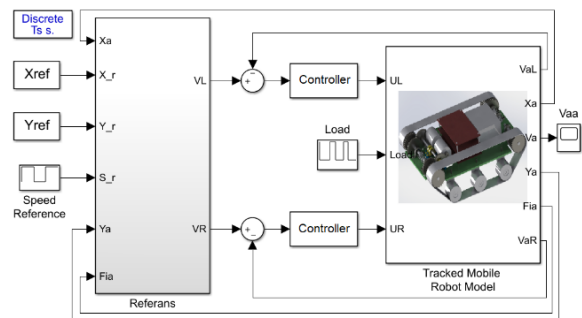 Discrete
Ts s.
Xref
Yref
Speed
Reference
Xa
X_r
Y_r
S_r
Ya
Fia
VL
VR
Referans
Controller
Controller
Load
UL
Load
UR
VaL
Xa
Va
Ya
Fia
VaR
Tracked Mobile
Robot Model
Vaa